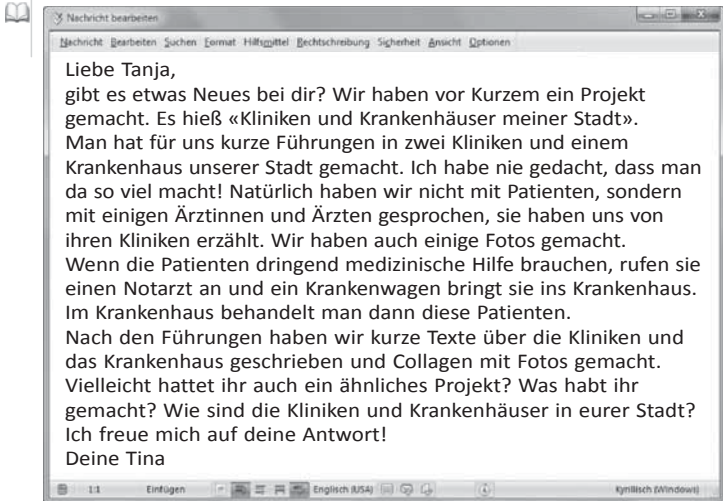 Nachricht bearbeiten
Nachricht Bearbeiten Suchen Format Hilfsmittel Rechtschreibung Sicherheit Ansicht Optionen
Liebe Tanja,
gibt es etwas Neues bei dir? Wir haben vor Kurzem ein Projekt
gemacht. Es hieß «Kliniken und Krankenhäuser meiner Stadt».
Man hat für uns kurze Führungen in zwei Kliniken und einem
Krankenhaus unserer Stadt gemacht. Ich habe nie gedacht, dass man
da so viel macht! Natürlich haben wir nicht mit Patienten, sondern
mit einigen Ärztinnen und Ärzten gesprochen, sie haben uns von
ihren Kliniken erzählt. Wir haben auch einige Fotos gemacht.
Wenn die Patienten dringend medizinische Hilfe brauchen, rufen sie
einen Notarzt an und ein Krankenwagen bringt sie ins Krankenhaus.
Im Krankenhaus behandelt man dann diese Patienten.
Nach den Führungen haben wir kurze Texte über die Kliniken und
das Krankenhaus geschrieben und Collagen mit Fotos gemacht.
Vielleicht hattet ihr auch ein ähnliches Projekt? Was habt ihr
gemacht? Wie sind die Kliniken und Krankenhäuser in eurer Stadt?
Ich freue mich auf deine Antwort!
Deine Tina
1:1 Einfügen Englisch (USA) Kyrillisch (Windows)